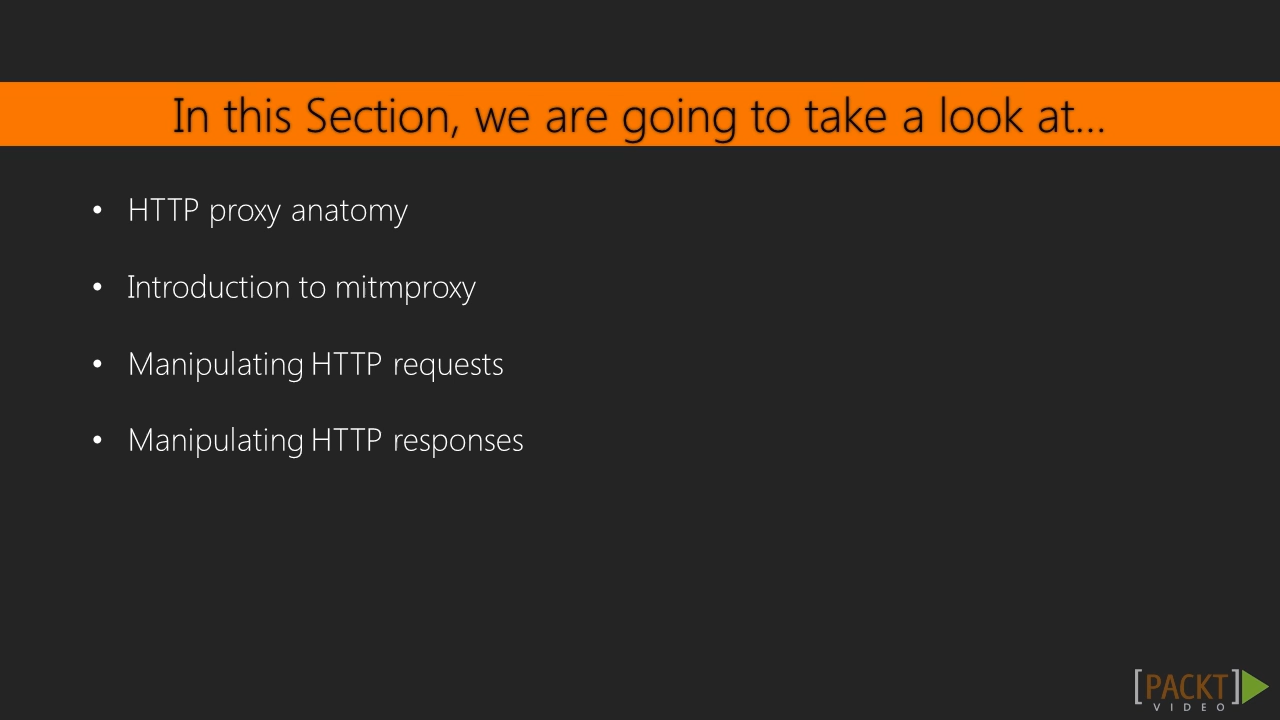 In this Section, we are going to take a look at...
• HTTP proxy anatomy
• Introduction to mitmproxy
• Manipulating HTTP requests
• Manipulating HTTP responses
[PACKT]
VIDEO